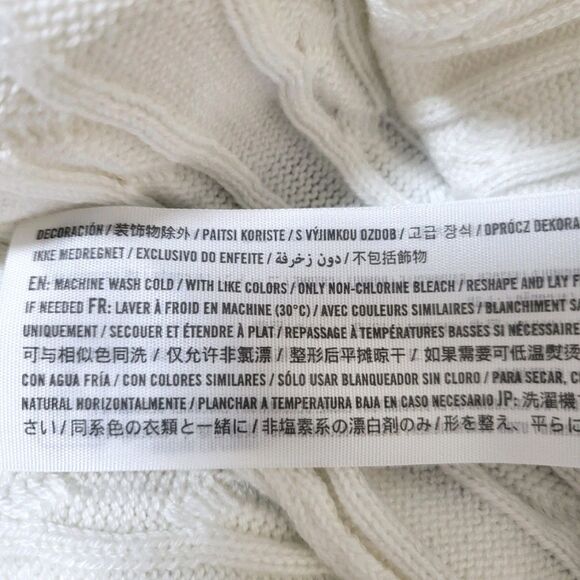 DECORACIÓN / 装饰物除外 / PAITSI KORISTE / S VÝJIMKOU OZDOB / 고급 장식 / OPRÓCZ DEKORA
IKKE MEDREGNET / EXCLUSIVO DO ENFEITE / دون زخرفة / 不包括飾物
EN: MACHINE WASH COLD / WITH LIKE COLORS / ONLY NON-CHLORINE BLEACH / RESHAPE AND LAY F
IF NEEDED FR: LAVER À FROID EN MACHINE (30°C) / AVEC COULEURS SIMILAIRES / BLANCHIMENT SA
UNIQUEMENT / SECOUER ET ÉTENDRE À PLAT / REPASSAGE À TEMPÉRATURES BASSES SI NÉCESSAIRE
可与相似色同洗 / 仅允许非氯漂 / 整形后平摊晾干 / 如果需要可低温熨烫
CON AGUA FRÍA / CON COLORES SIMILARES / SÓLO USAR BLANQUEADOR SIN CLORO / PARA SECAR, C
NATURAL HORIZONTALMENTE / PLANCHAR A TEMPERATURA BAJA EN CASO NECESARIO JP: 洗濯機
さい / 同系色の衣類と一緒に / 非塩素系の漂白剤のみ / 形を整え、平らに